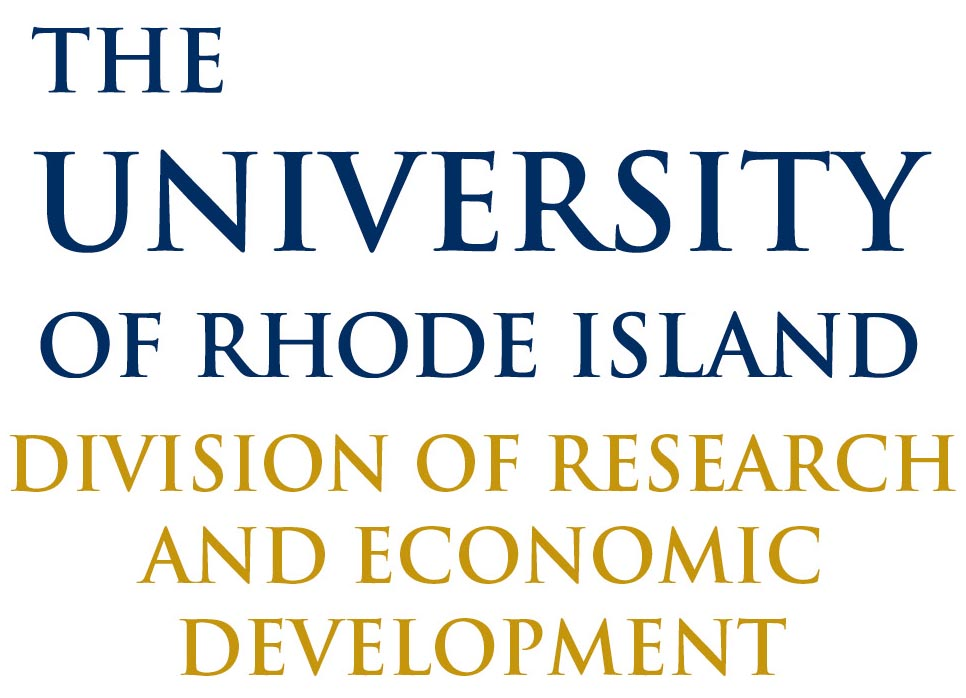 THE
UNIVERSITY
OF RHODE ISLAND
DIVISION OF RESEARCH
AND ECONOMIC
DEVELOPMENT